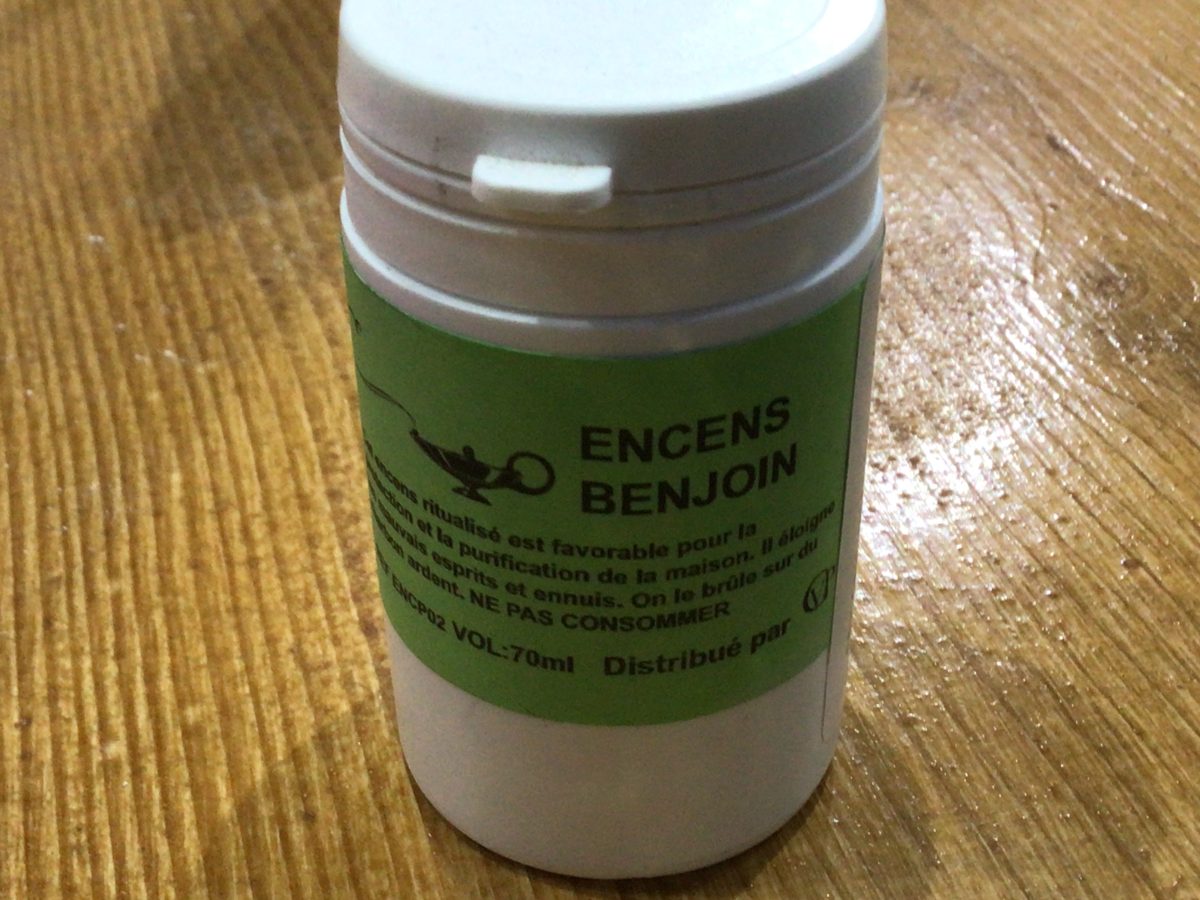 ENCENS
BENJOIN
encens ritualisé est favorable pour la
et la purification de la maison. Il éloigne
mauvais esprits et ennuis. On le brûle sur du
ardent. NE PAS CONSOMMER
ENCP02 VOL:70ml Distribué par